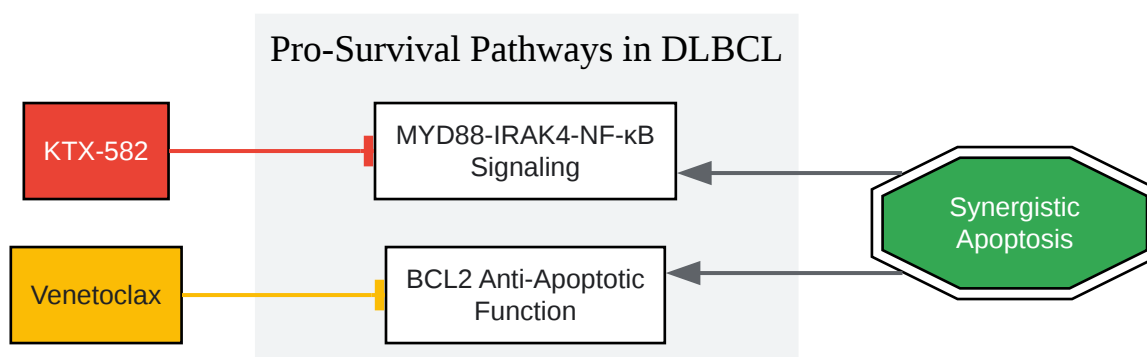 Pro-Survival Pathways in DLBCL
KTX-582
MYD88-IRAK4-NF-κB
Signaling
Venetoclax
BCL2 Anti-Apoptotic
Function
Synergistic
Apoptosis